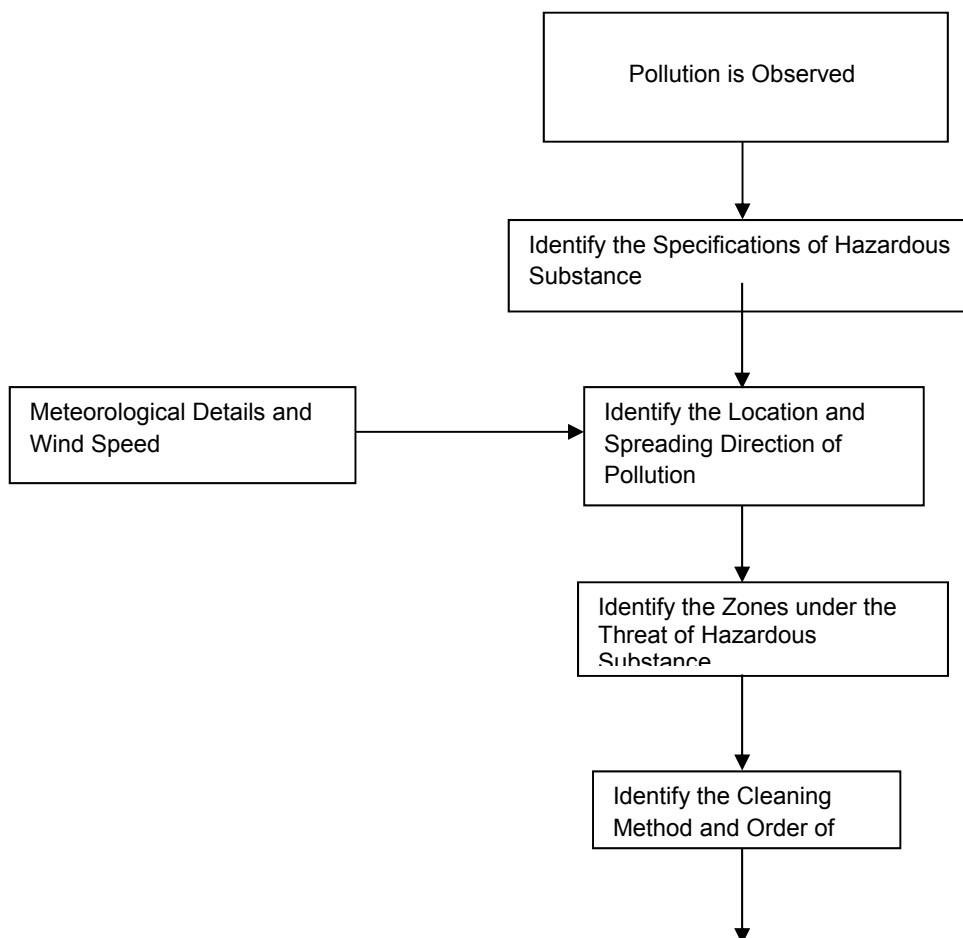 Pollution is Observed
Identify the Specifications of Hazardous
Substance
Meteorological Details and
Wind Speed
Identify the Location and
Spreading Direction of
Pollution
Identify the Zones under the
Threat of Hazardous
Substance
Identify the Cleaning
Method and Order of